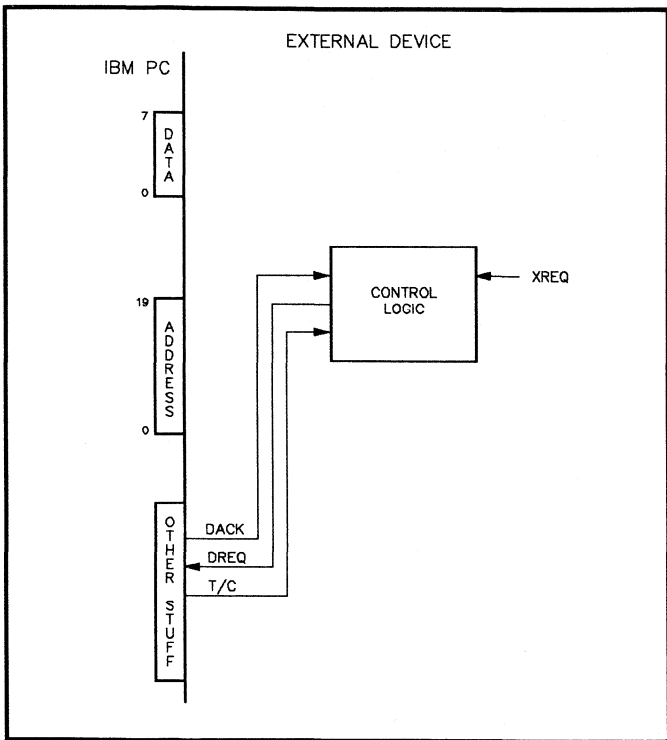 EXTERNAL DEVICE
IBM PC
7
DATA
0
19
ADDRESS
0
CONTROL
LOGIC
XREQ
OTHER STUFF
DACK
DREQ
T/C